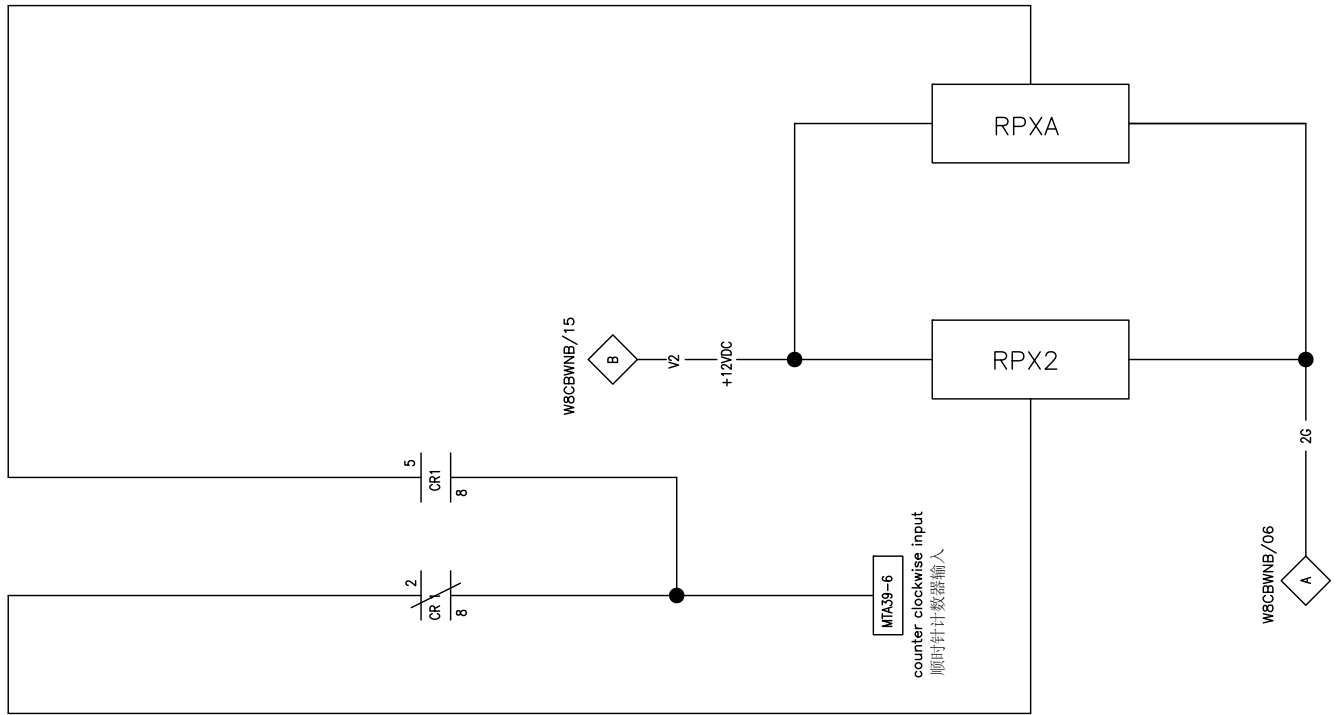 RPXA
W8CBWNB/15
B
V2
+12VDC
RPX2
5
CR1
8
2
CR1
8
MTA39-6
counter clockwise input
顺时针计数器输入
2G
W8CBWNB/06
A